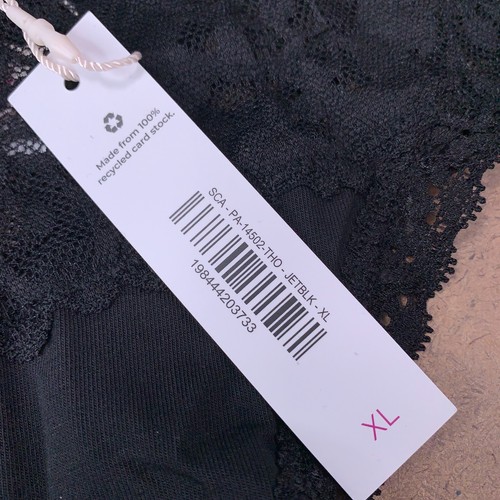 Made from 100%
recycled card stock.
SCA - PA-14502-THO - JETBLK - XL
198444203733
XL